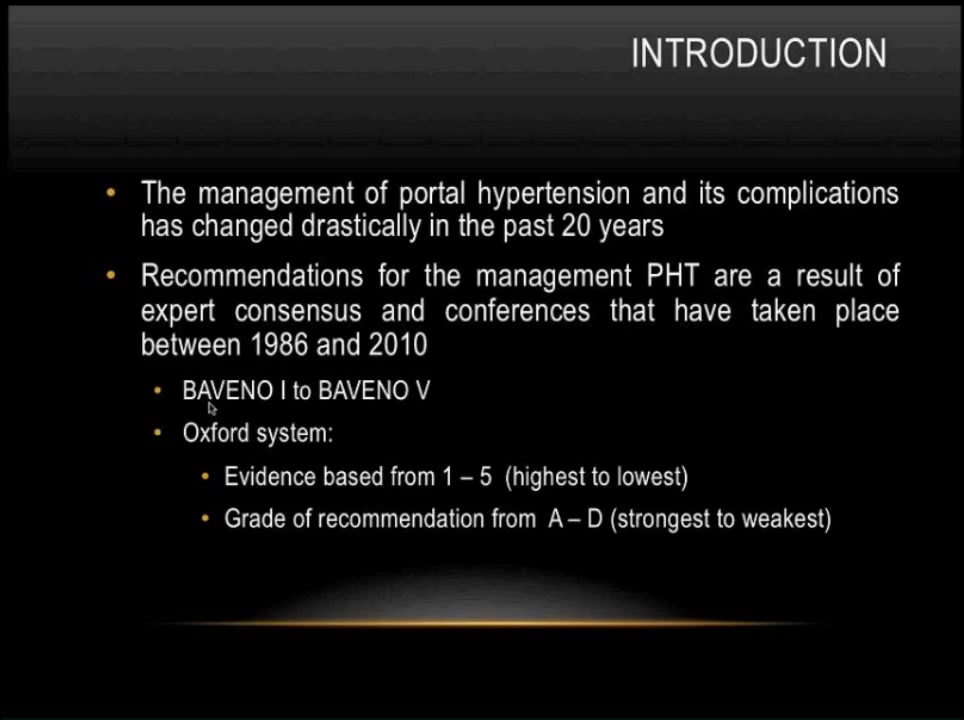 INTRODUCTION
• The management of portal hypertension and its complications
has changed drastically in the past 20 years
• Recommendations for the management PHT are a result of
expert consensus and conferences that have taken place
between 1986 and 2010
• BAVENO I to BAVENO V
• Oxford system:
• Evidence based from 1 – 5 (highest to lowest)
• Grade of recommendation from A – D (strongest to weakest)